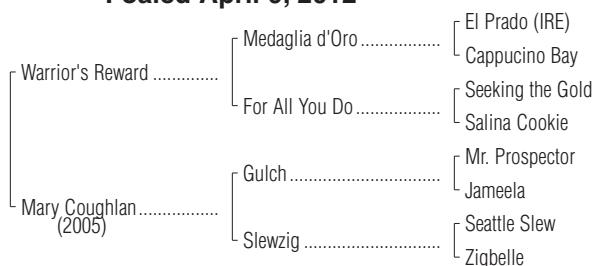 Foaled April 2012
El Prado (IRE)
Medaglia d'Oro ..................
Cappucino Bay
Warrior's Reward ..............
Seeking the Gold
For All You Do ...................
Salina Cookie
Mr. Prospector
Gulch ..................................
Jameela
Mary Coughlan .................
(2005)
Seattle Slew
Slewzig ...............................
Zigbelle